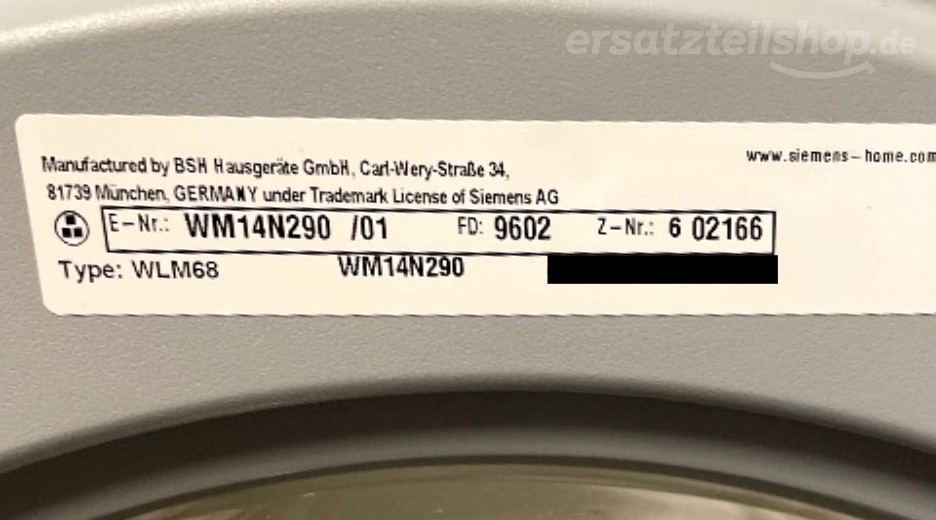 ersatzteilshop.de
Manufactured by BSH Hausgeräte GmbH, Carl-Wery-Straße 34,
www.siemens-home.com
81739 München, GERMANY under Trademark License of Siemens AG
E-Nr.: WM14N290 /01 FD: 9602 Z-Nr.: 6 02166
Type: WLM68 WM14N290